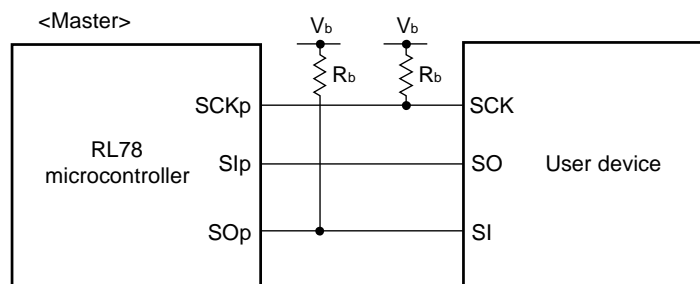 <Master>
Vb Vb
Rb Rb
SCKp SCK
RL78
microcontroller
SIp SO
User device
SOp SI